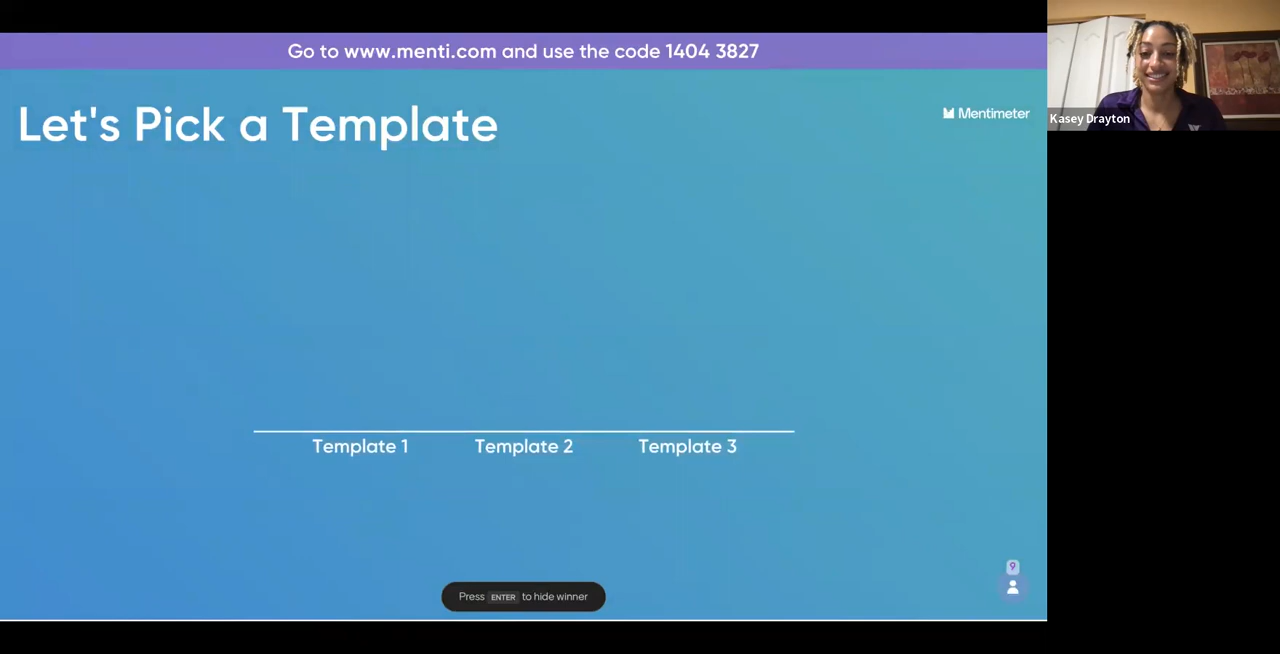 Go to www.menti.com and use the code 1404 3827
Let's Pick a Template
Mentimeter
Kasey Drayton
Template 1 Template 2 Template 3
9
Press ENTER to hide winner